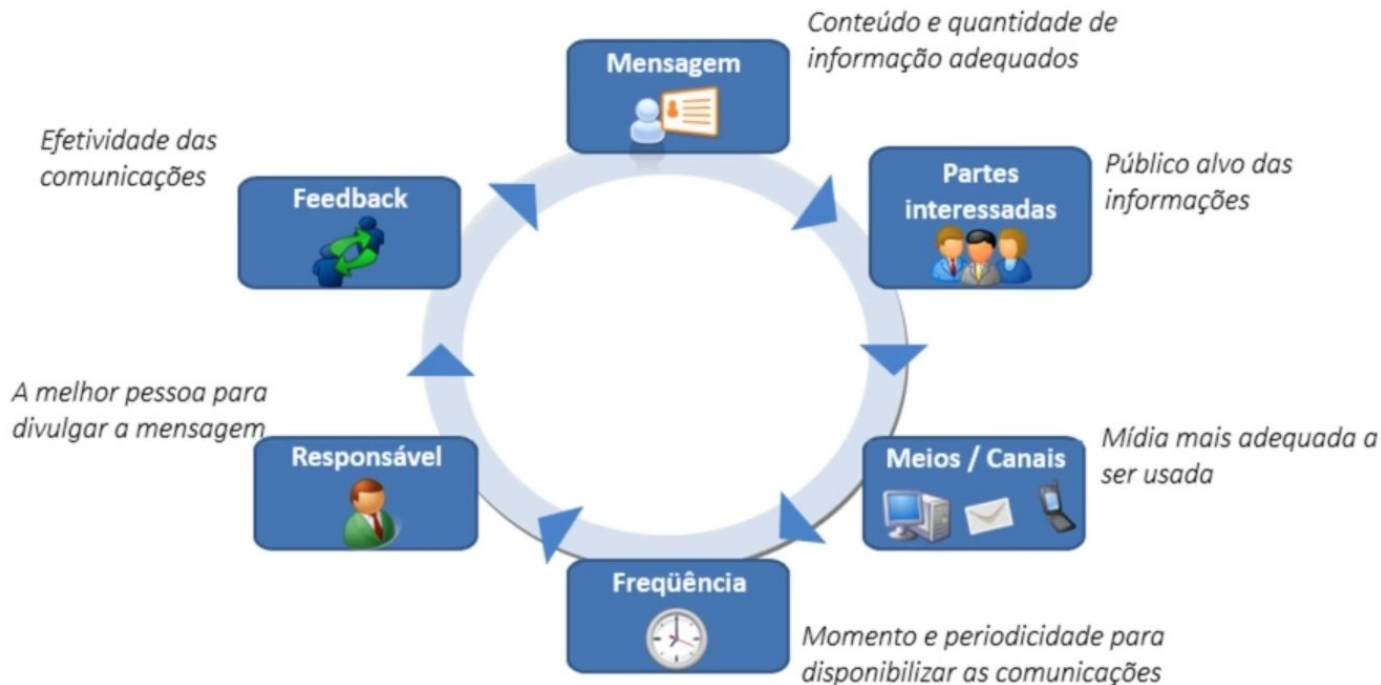 Mensagem
Conteúdo e quantidade de
informação adequados
Partes
interessadas
Público alvo das
informações
Meios / Canais
Mídia mais adequada a
ser usada
Freqüência
Momento e periodicidade para
disponibilizar as comunicações
Responsável
A melhor pessoa para
divulgar a mensagem
Feedback
Efetividade das
comunicações